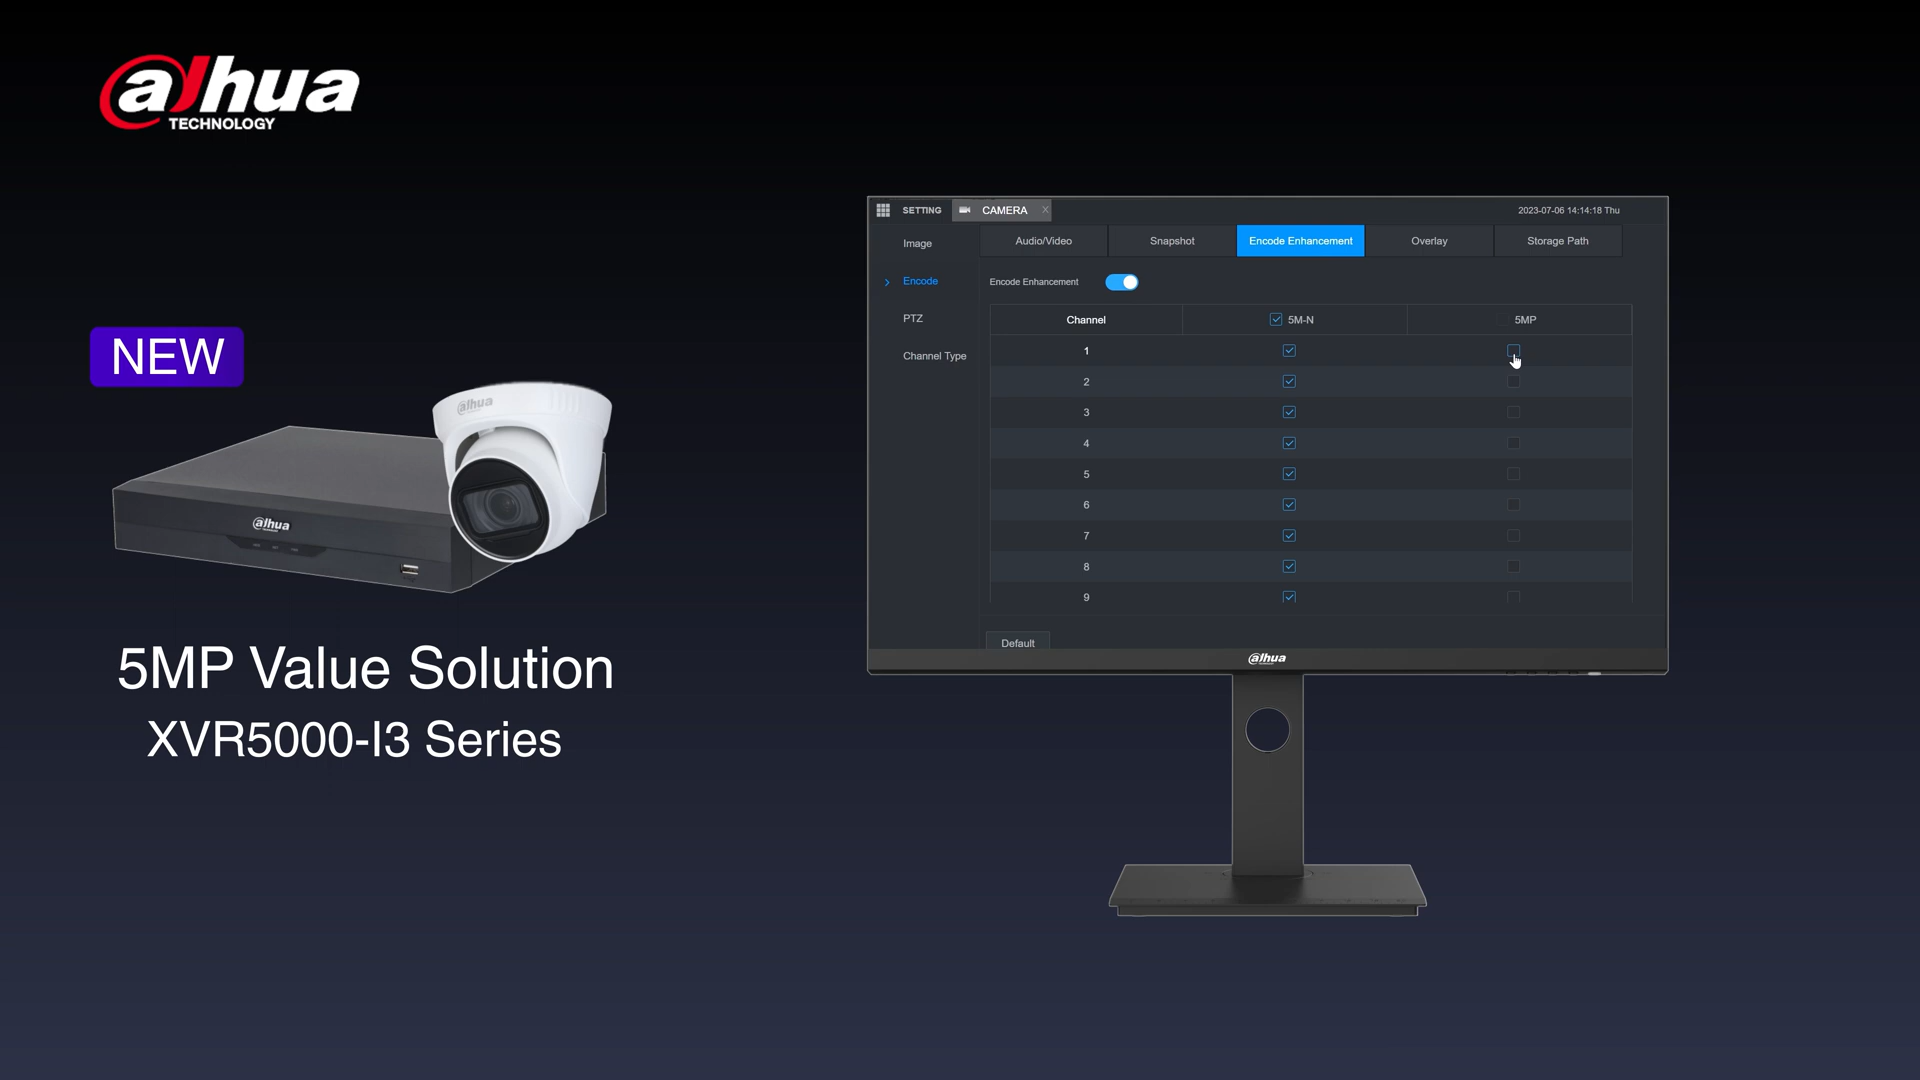 alhua
TECHNOLOGY
NEW
alhua
alhua
5MP Value Solution
XVR5000-I3 Series
SETTING CAMERA X 2023-07-06 14:14:18 Thu
Image
Encode
PTZ
Channel Type
Audio/Video Snapshot Encode Enhancement Overlay Storage Path
Encode Enhancement
Channel 5M-N 5MP
1
2
3
4
5
6
7
8
9
Default
alhua